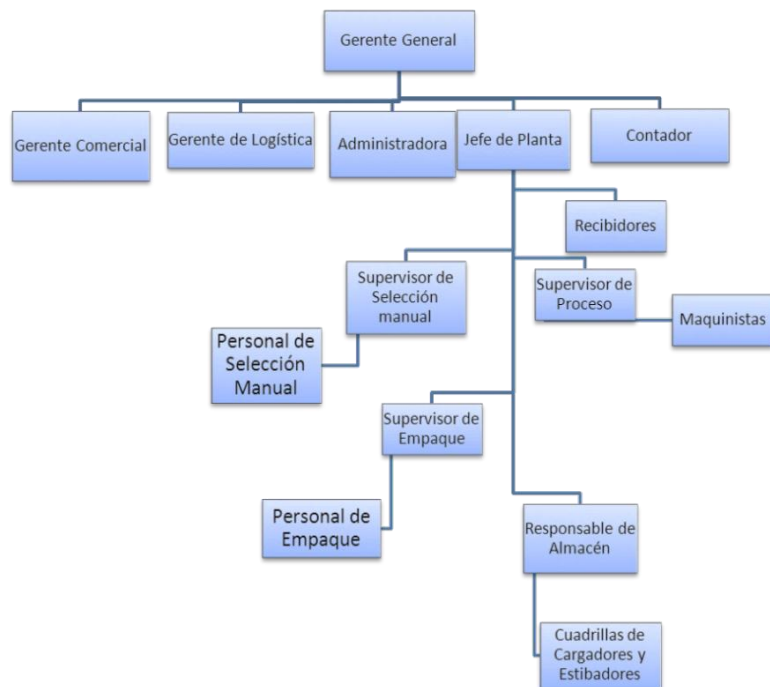 Gerente General
Gerente Comercial
Gerente de Logística
Administradora
Jefe de Planta
Contador
Recibidores
Supervisor de
Selección
manual
Supervisor de
Proceso
Maquinistas
Personal de
Selección
Manual
Supervisor de
Empaque
Personal de
Empaque
Responsable de
Almacén
Cuadrillas de
Cargadores y
Estibadores